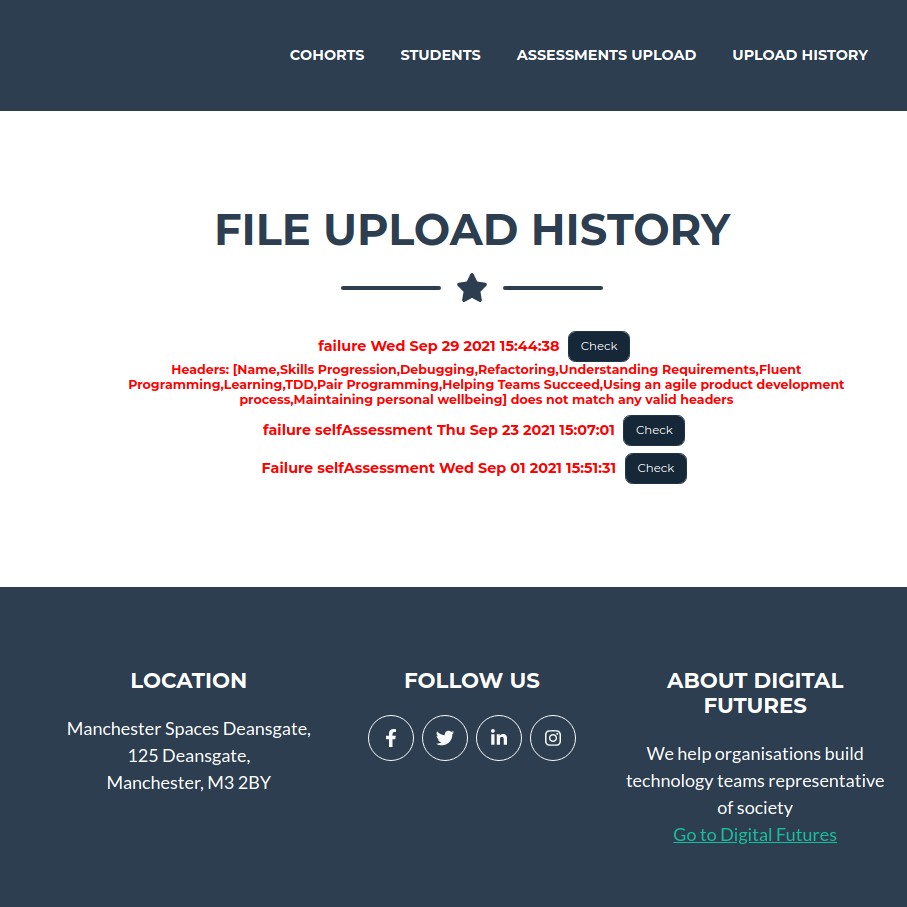 COHORTS STUDENTS ASSESSMENTS UPLOAD UPLOAD HISTORY
FILE UPLOAD HISTORY
failure Wed Sep 29 2021 15:44:38 Check
Headers: [Name,Skills Progression,Debugging,Refactoring,Understanding Requirements,Fluent
Programming,Learning,TDD,Pair Programming,Helping Teams Succeed,Using an agile product development
process,Maintaining personal wellbeing] does not match any valid headers
failure selfAssessment Thu Sep 23 2021 15:07:01 Check
Failure selfAssessment Wed Sep 01 2021 15:51:31 Check
LOCATION
Manchester Spaces Deansgate,
125 Deansgate,
Manchester, M3 2BY
FOLLOW US
ABOUT DIGITAL
FUTURES
We help organisations build
technology teams representative
of society
Go to Digital Futures